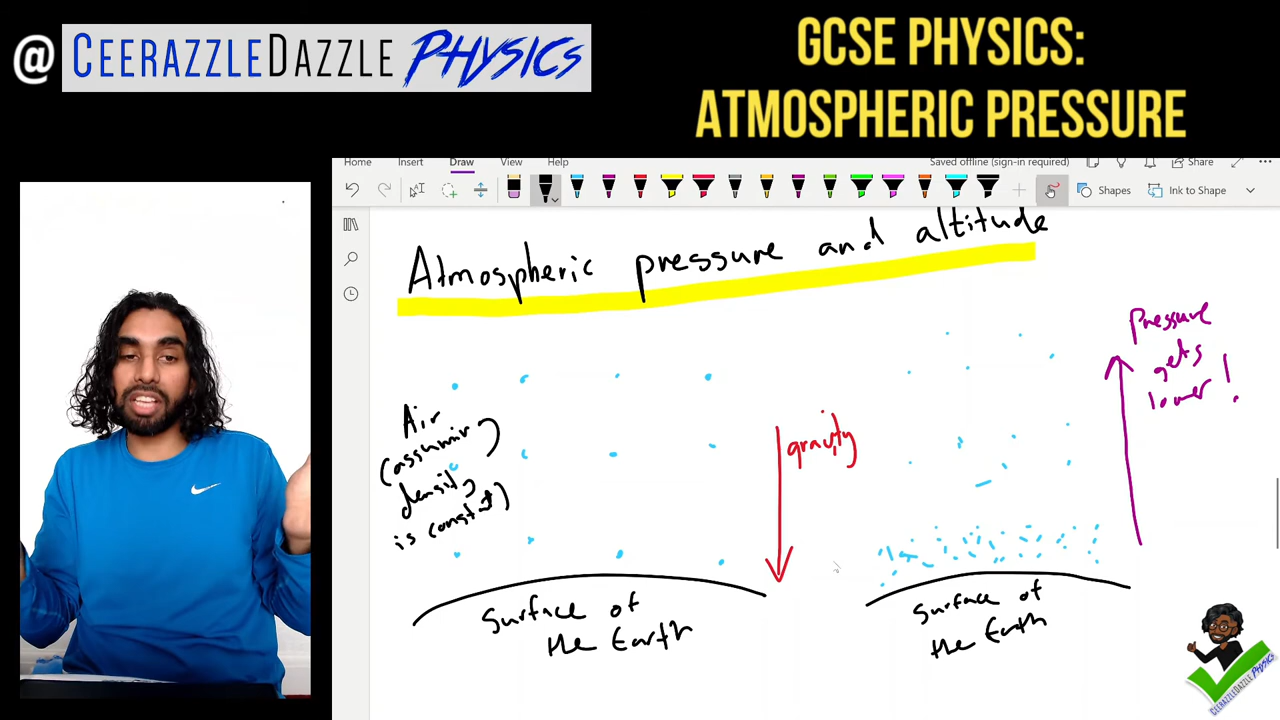 @ CEERAZZLEDAZZLE PHYSICS
GCSE PHYSICS:
ATMOSPHERIC PRESSURE
Home Insert Draw View Help
Saved offline (sign-in required)
Share
Shapes
Ink to Shape
Atmospheric pressure and altitude
Air
(assuming
density
is constant)
gravity
Pressure
gets
lower!
Surface of
the Earth
Surface of
the Earth
CEERAZZLEDAZZLE PHYSICS